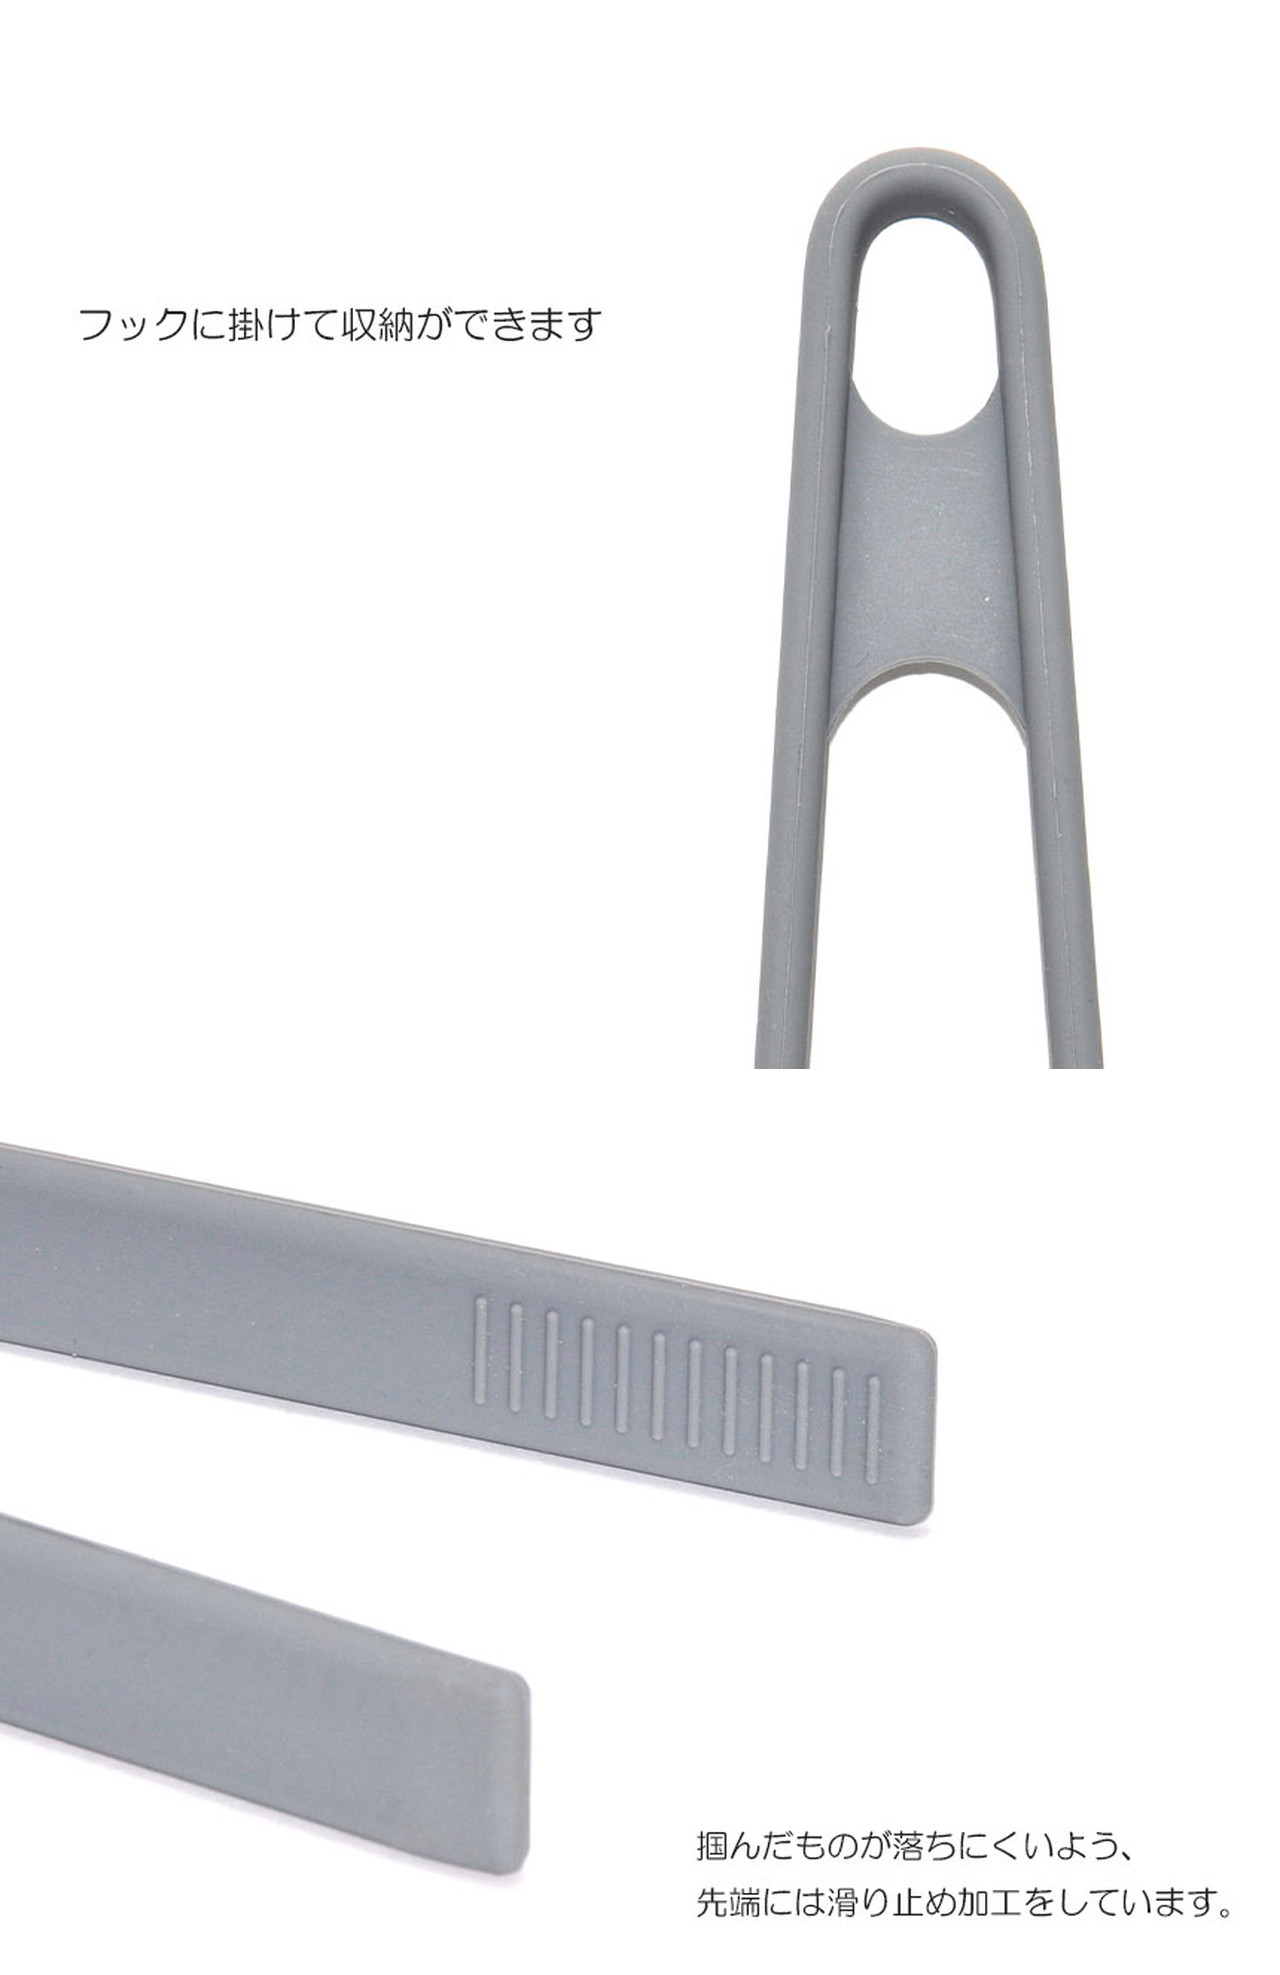 フックに掛けて収納ができます
掴んだものが落ちにくいよう、
先端には滑り止め加工をしています。